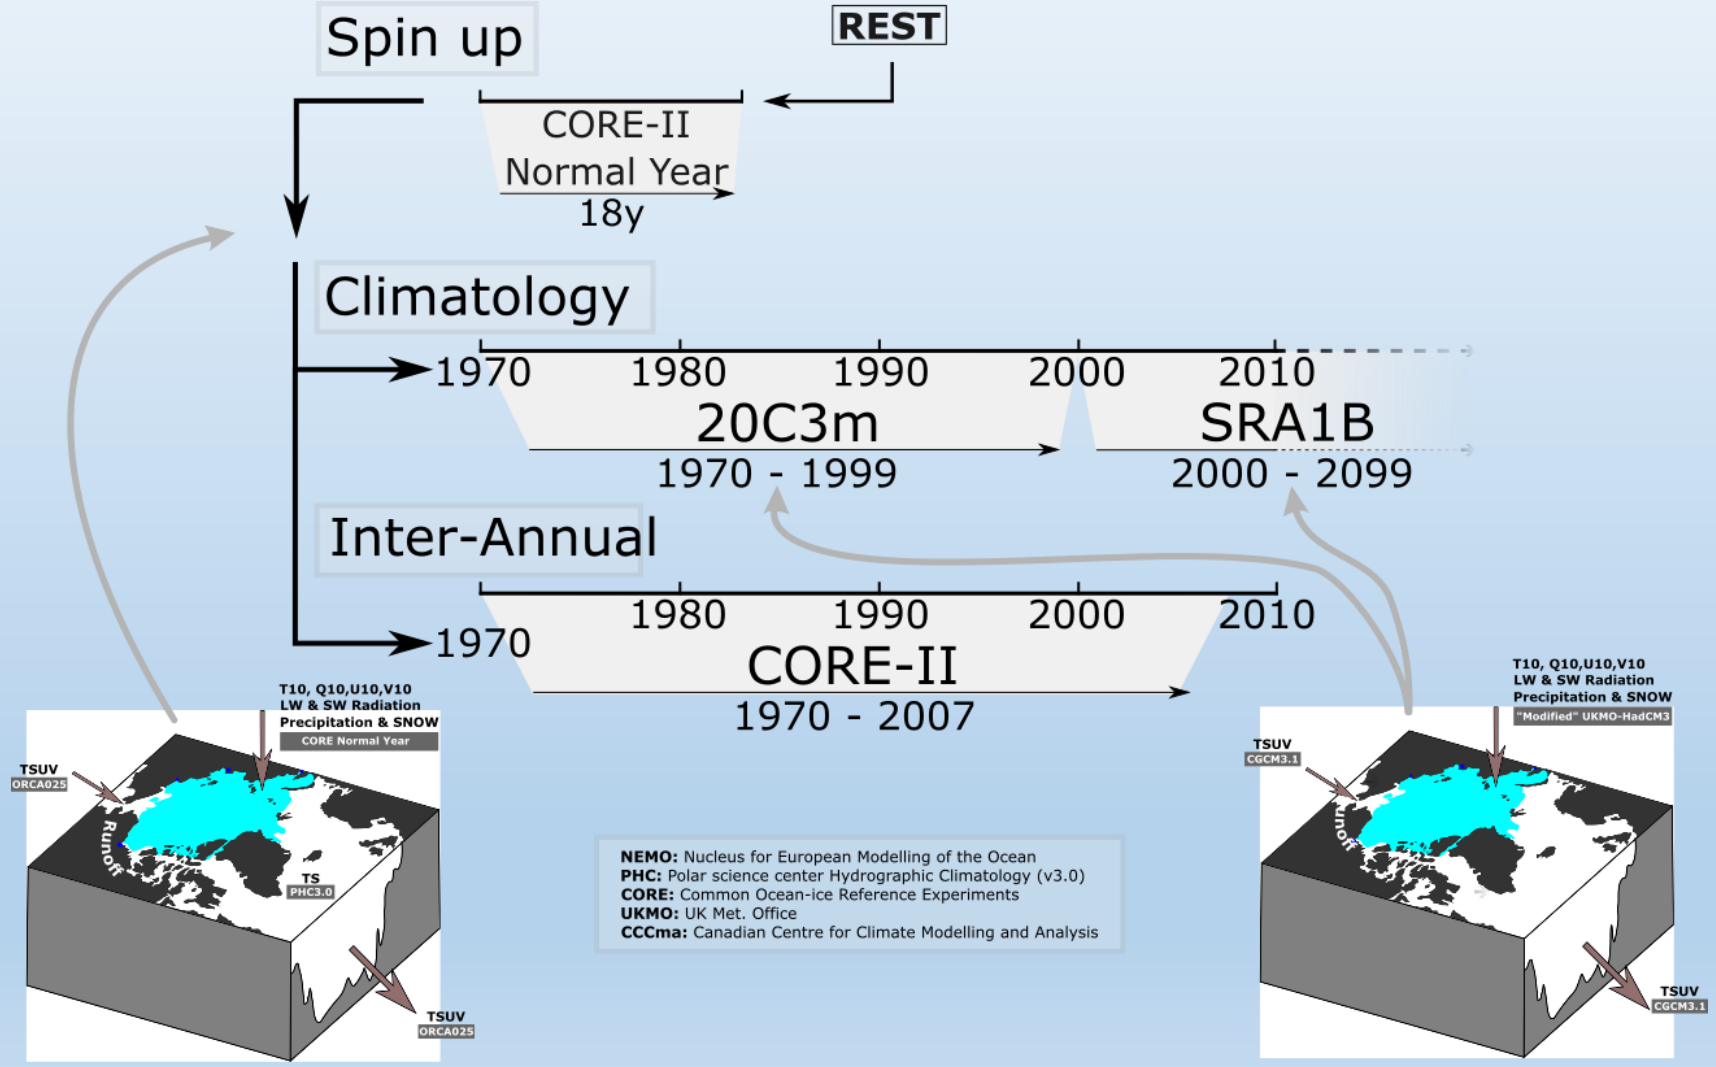 Spin up
REST
CORE-II
Normal Year
18y
Climatology
1970 1980 1990 2000 2010
20C3m SRA1B
1970 - 1999 2000 - 2099
Inter-Annual
1980 1990 2000 2010
1970
CORE-II
1970 - 2007
T10, Q10,U10,V10
LW & SW Radiation
Precipitation & SNOW
CORE Normal Year
TSUV
ORCA025
Runoff
TS
PHC3.0
TSUV
ORCA025
NEMO: Nucleus for European Modelling of the Ocean
PHC: Polar science center Hydrographic Climatology (v3.0)
CORE: Common Ocean-ice Reference Experiments
UKMO: UK Met. Office
CCCma: Canadian Centre for Climate Modelling and Analysis
T10, Q10,U10,V10
LW & SW Radiation
Precipitation & SNOW
"Modified" UKMO-HadCM3
TSUV
CGCM3.1
unoff
TSUV
CGCM3.1